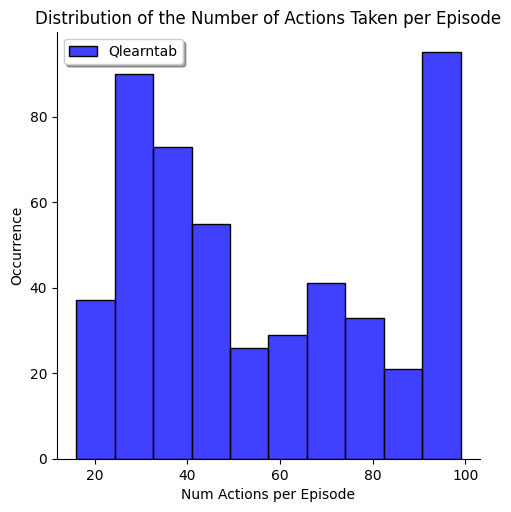 Distribution of the Number of Actions Taken per Episode
Qlearntab
80
60
40
20
0
Occurrence
20 40 60 80 100
Num Actions per Episode